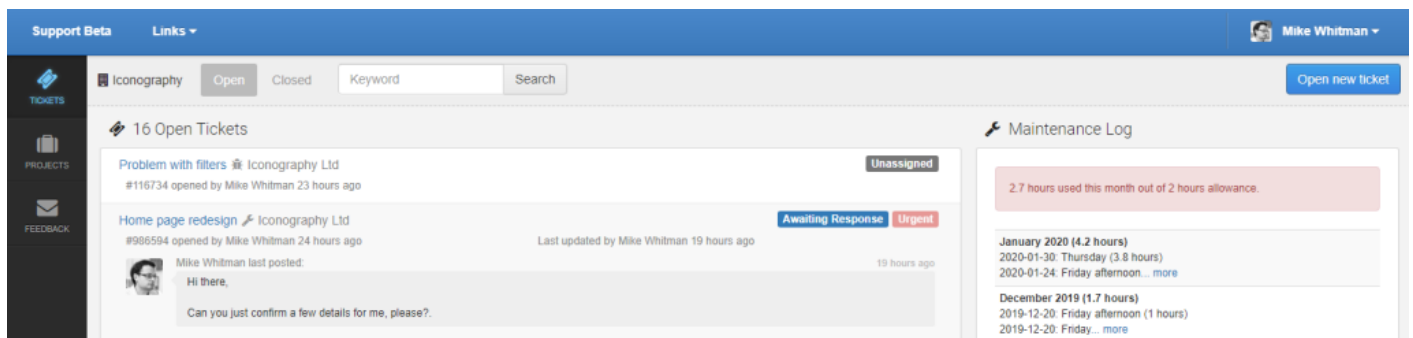 Support Beta
Links
Mike Whitman
TICKETS
PROJECTS
FEEDBACK
Iconography
Open
Closed
Keyword
Search
Open new ticket
16 Open Tickets
Problem with filters Iconography Ltd
Unassigned
#116734 opened by Mike Whitman 23 hours ago
Home page redesign Iconography Ltd
Awaiting Response
Urgent
#986594 opened by Mike Whitman 24 hours ago
Last updated by Mike Whitman 19 hours ago
Mike Whitman last posted:
19 hours ago
Hi there,
Can you just confirm a few details for me, please?.
Maintenance Log
2.7 hours used this month out of 2 hours allowance.
January 2020 (4.2 hours)
2020-01-30: Thursday (3.8 hours)
2020-01-24: Friday afternoon... more
December 2019 (1.7 hours)
2019-12-20: Friday afternoon (1 hours)
2019-12-20: Friday... more